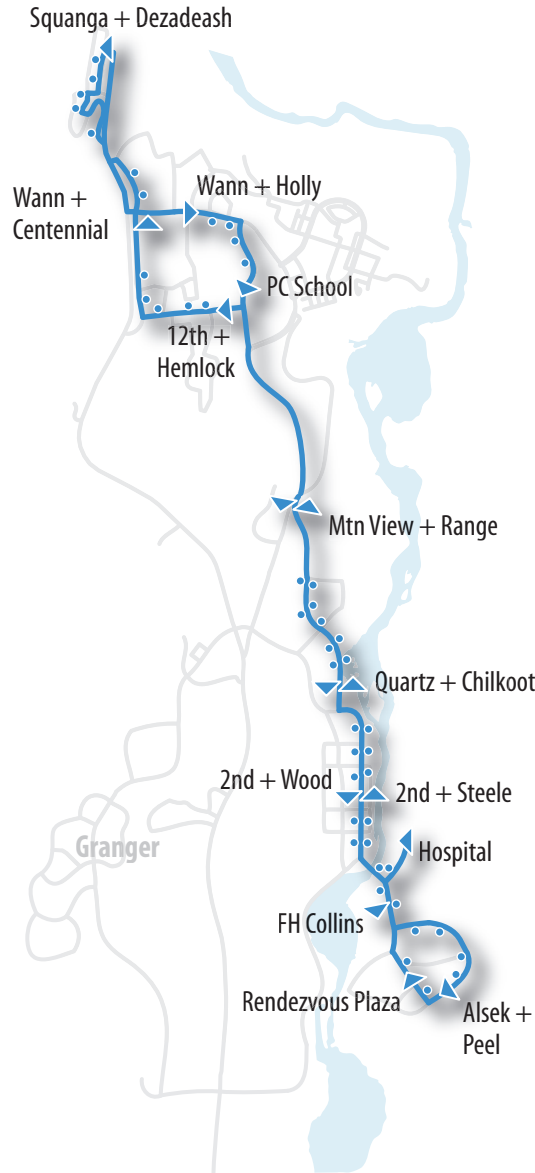 Squanga + Dezadeash
Wann + Holly
Wann +
Centennial
PC School
12th +
Hemlock
Mtn View + Range
Quartz + Chilkoot
2nd + Wood
2nd + Steele
Granger
Hospital
FH Collins
Rendezvous Plaza
Alsek +
Peel